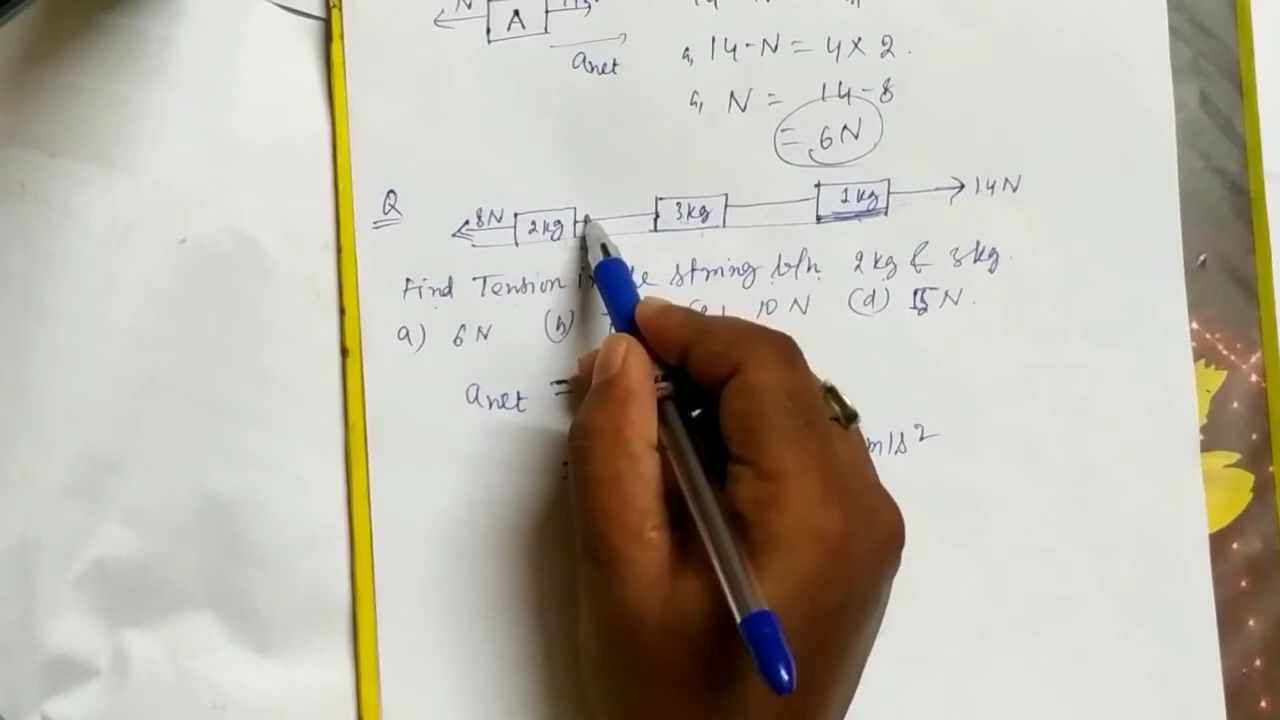 N
A
anet
a, 14-N = 4 × 2.
a, N = 14-8
= 6N
Q
8N 2kg 3kg 1kg 14N
Find Tension in string b/n 2kg & 3kg.
a) 6N (b) 10 N (d) 15 N.
anet =
m/s²